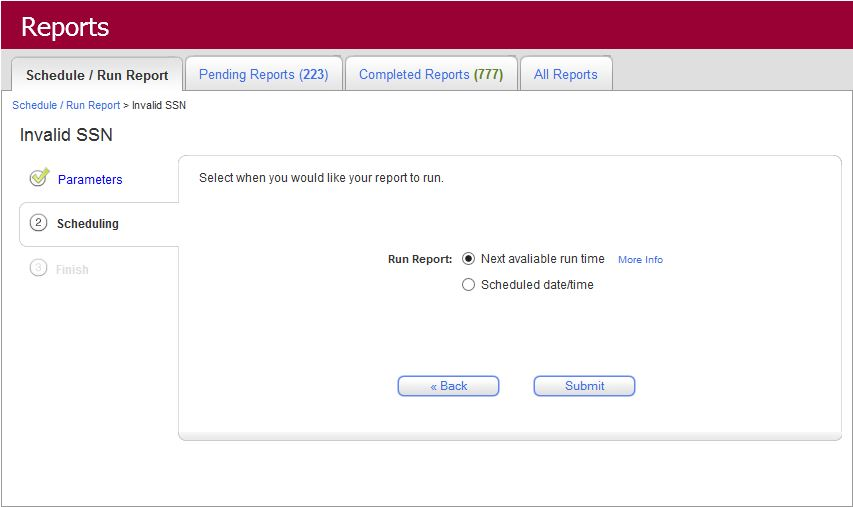 Reports
Schedule / Run Report
Pending Reports (223)
Completed Reports (777)
All Reports
Schedule / Run Report > Invalid SSN
Invalid SSN
Parameters
2 Scheduling
3 Finish
Select when you would like your report to run.
Run Report: Next avaliable run time More Info
Scheduled date/time
« Back
Submit